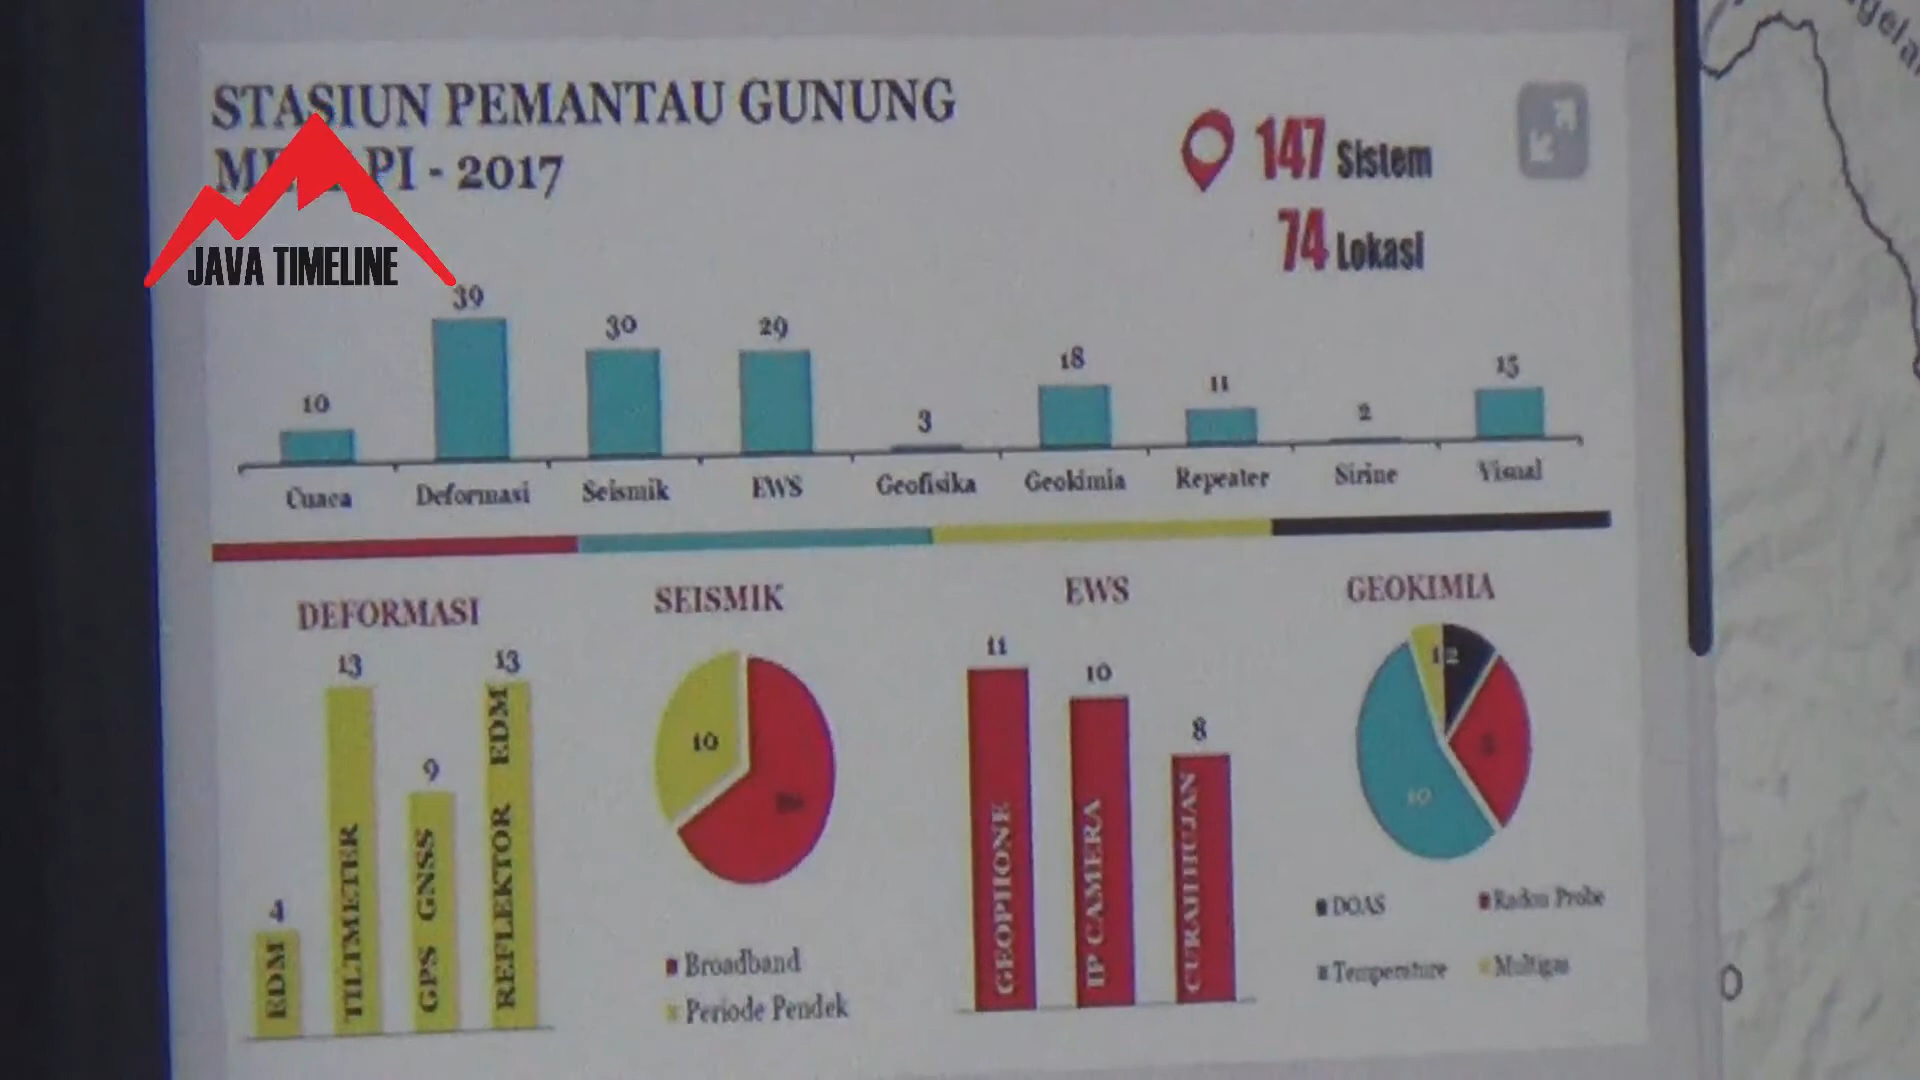 STASIUN PEMANTAU GUNUNG
- 2017
JAVA TIMELINE
147 Sistem
74 Lokasi
10
39
30
29
3
18
11
2
15
Cuaca
Deformasi
Seismik
EWS
Geofisika
Geokimia
Repeater
Sirine
Visual
DEFORMASI
4
EDM
13
TILTMETER
9
GPS GNSS
13
REFLEKTOR EDM
SEISMIK
10
Broadband
Periode Pendek
EWS
11
GEOPHONE
10
IP CAMERA
8
CURAH HUJAN
GEOKIMIA
1
2
10
DOAS
Radon Probe
Temperature
Multigas